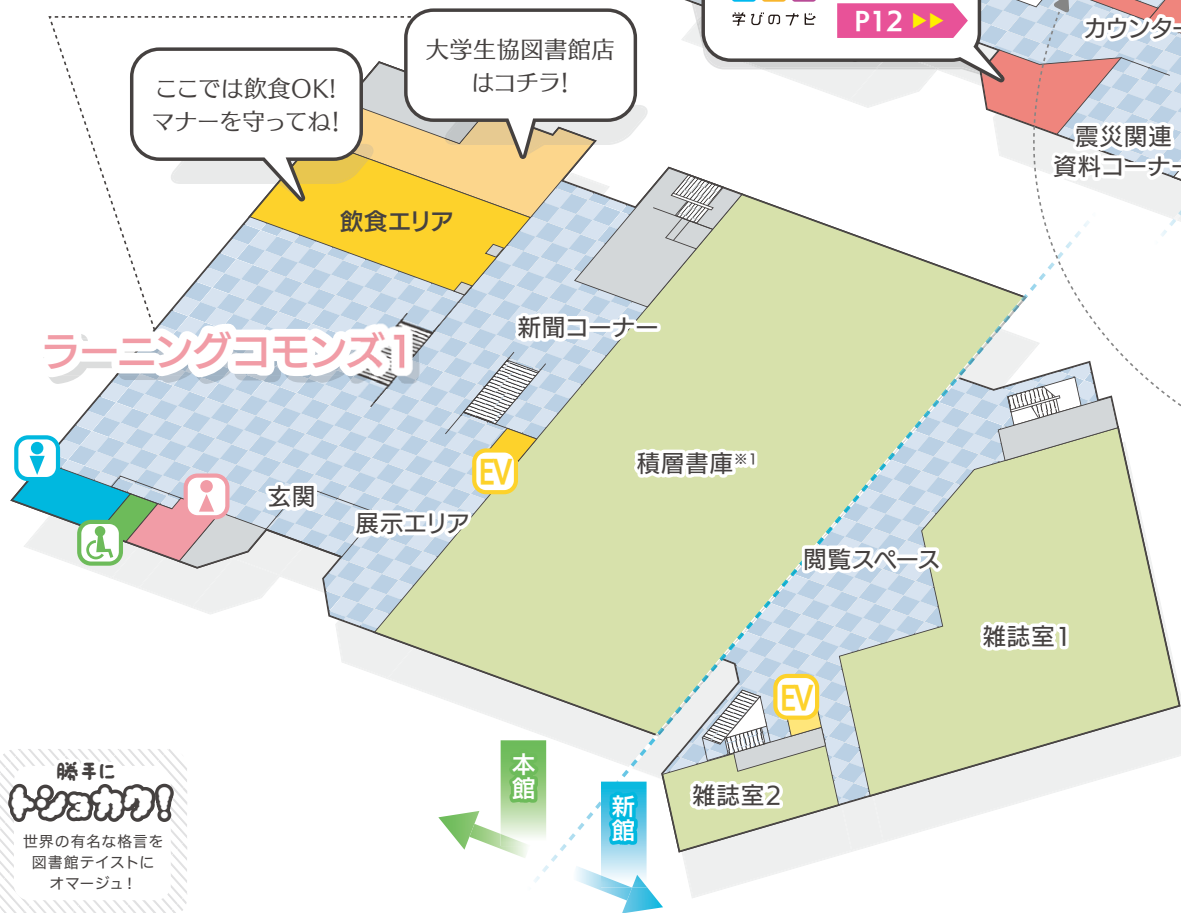 学びのナビ
P12
カウンター
大学生協図書館店
はコチラ!
ここでは飲食OK!
マナーを守ってね!
震災関連
資料コーナー
飲食エリア
新聞コーナー
ラーニングコモンズ1
EV
積層書庫※1
玄関
展示エリア
閲覧スペース
雑誌室1
EV
雑誌室2
本館
新館
勝手に
トショカク!
世界の有名な格言を
図書館テイストに
オマージュ!